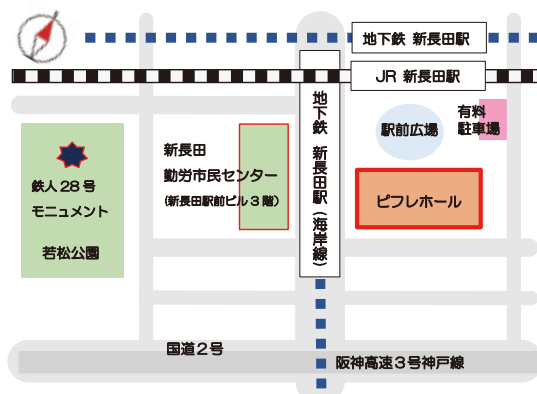 地下鉄 新長田駅
JR 新長田駅
地下鉄 新長田駅(海岸線)
駅前広場
有料
駐車場
新長田
勤労市民センター
(新長田駅前ビル3階)
鉄人28号
モニュメント
若松公園
ピフレホール
国道2号
阪神高速3号神戸線